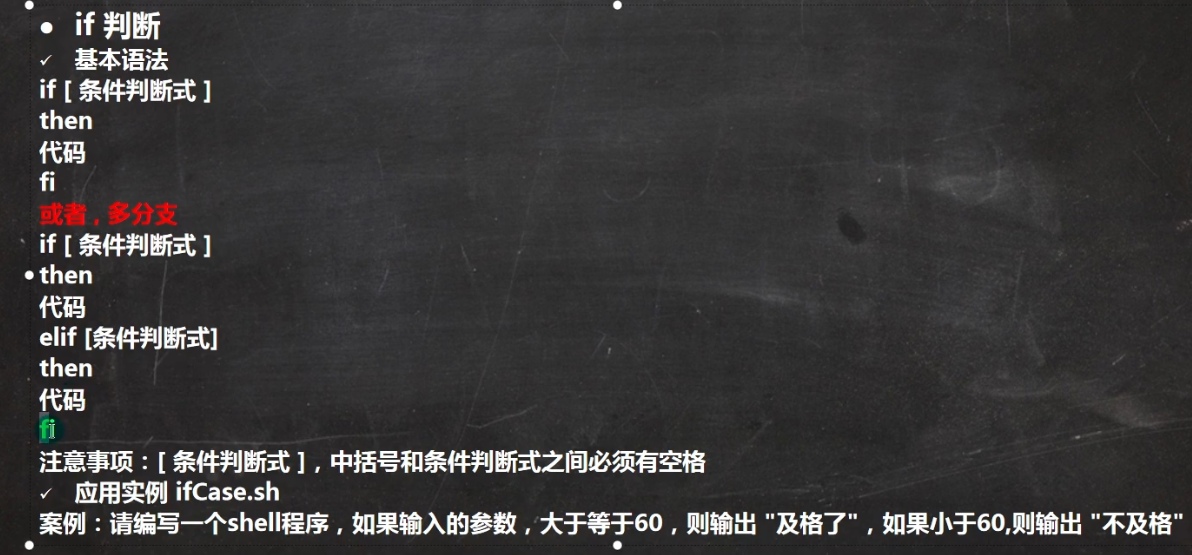 ● if 判断
✓ 基本语法
if [ 条件判断式 ]
then
代码
fi
或者，多分支
if [ 条件判断式 ]
then
代码
elif [条件判断式]
then
代码
fi
注意事项：[ 条件判断式 ]，中括号和条件判断式之间必须有空格
✓ 应用实例 ifCase.sh
案例：请编写一个shell程序，如果输入的参数，大于等于60，则输出 "及格了"，如果小于60,则输出 "不及格"